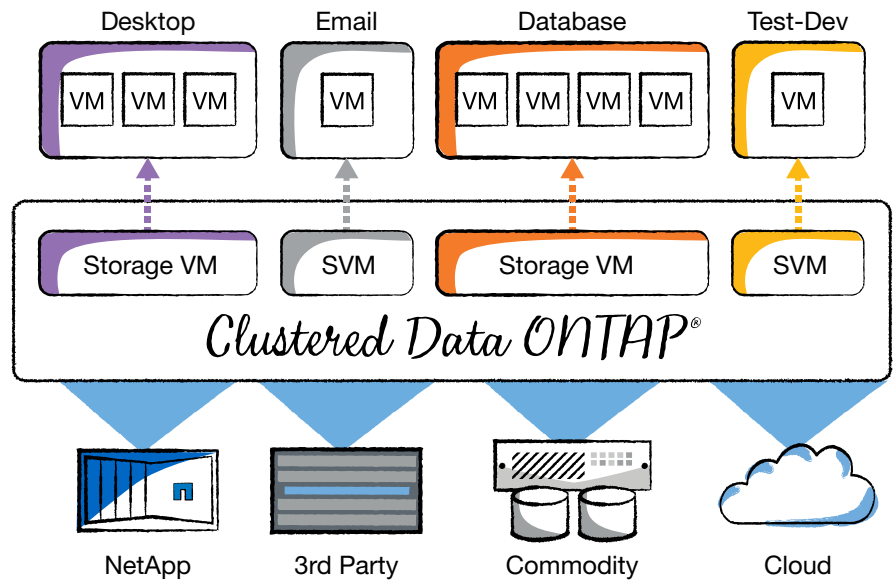 Desktop Email Database Test-Dev
VM VM VM VM VM VM VM VM VM
Storage VM SVM Storage VM SVM
Clustered Data ONTAP®
NetApp 3rd Party Commodity Cloud